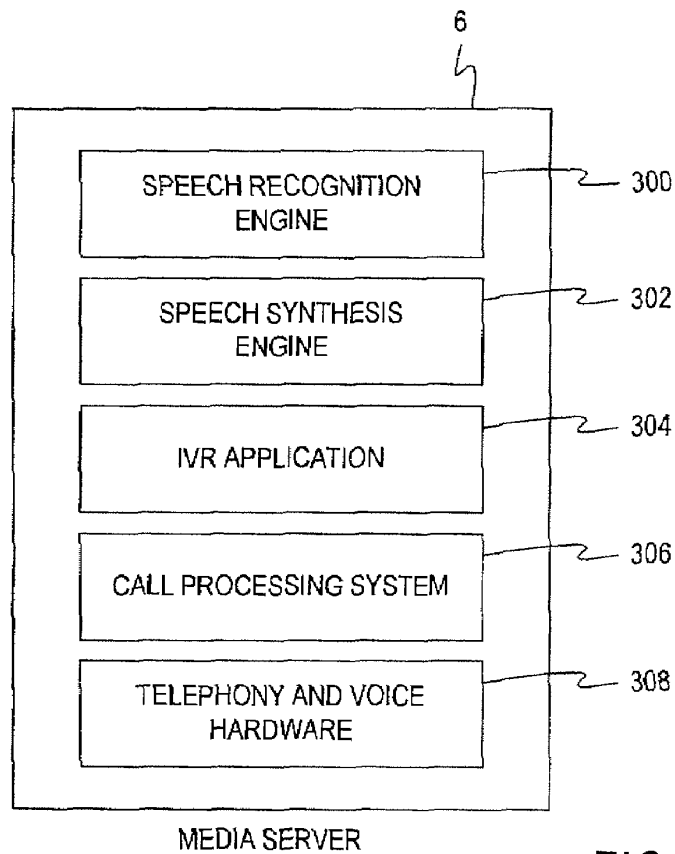 6
SPEECH RECOGNITION
ENGINE
300
SPEECH SYNTHESIS
ENGINE
302
IVR APPLICATION
304
CALL PROCESSING SYSTEM
306
TELEPHONY AND VOICE
HARDWARE
308
MEDIA SERVER